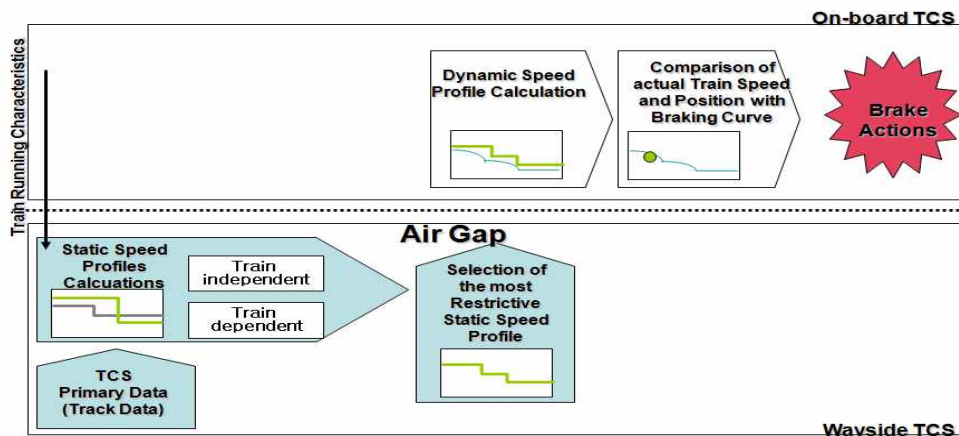 On-board TCS
Train Running Characteristics
Dynamic Speed
Profile Calculation
Comparison of
actual Train Speed
and Position with
Braking Curve
Brake
Actions
Air Gap
Static Speed
Profiles
Calcuations
Train
independent
Train
dependent
Selection of
the most
Restrictive
Static Speed
Profile
TCS
Primary Data
(Track Data)
Wayside TCS